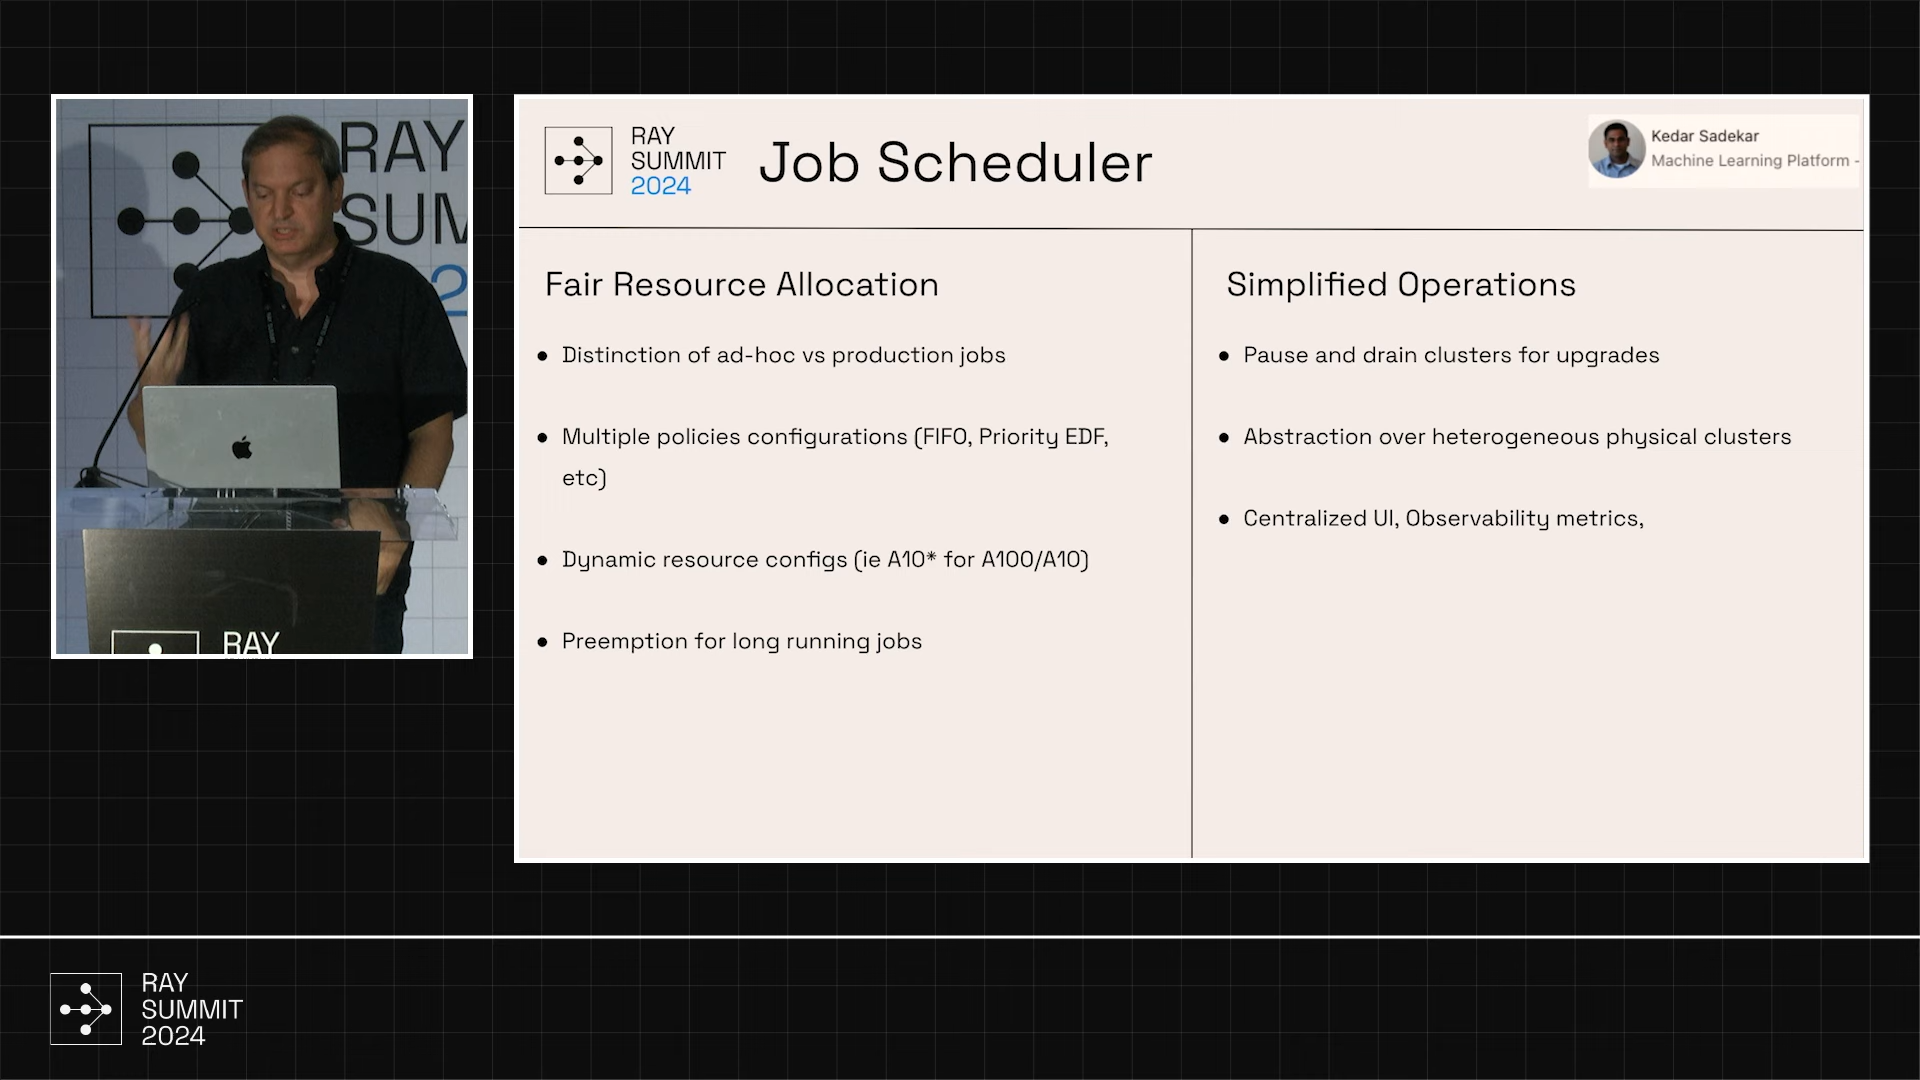 RAY
SUM
2
RAY
RAY
SUMMIT
2024
Job Scheduler
Kedar Sadekar
Machine Learning Platform -
Fair Resource Allocation
● Distinction of ad-hoc vs production jobs
● Multiple policies configurations (FIFO, Priority EDF,
etc)
● Dynamic resource configs (ie A10* for A100/A10)
● Preemption for long running jobs
Simplified Operations
● Pause and drain clusters for upgrades
● Abstraction over heterogeneous physical clusters
● Centralized UI, Observability metrics,
RAY
SUMMIT
2024